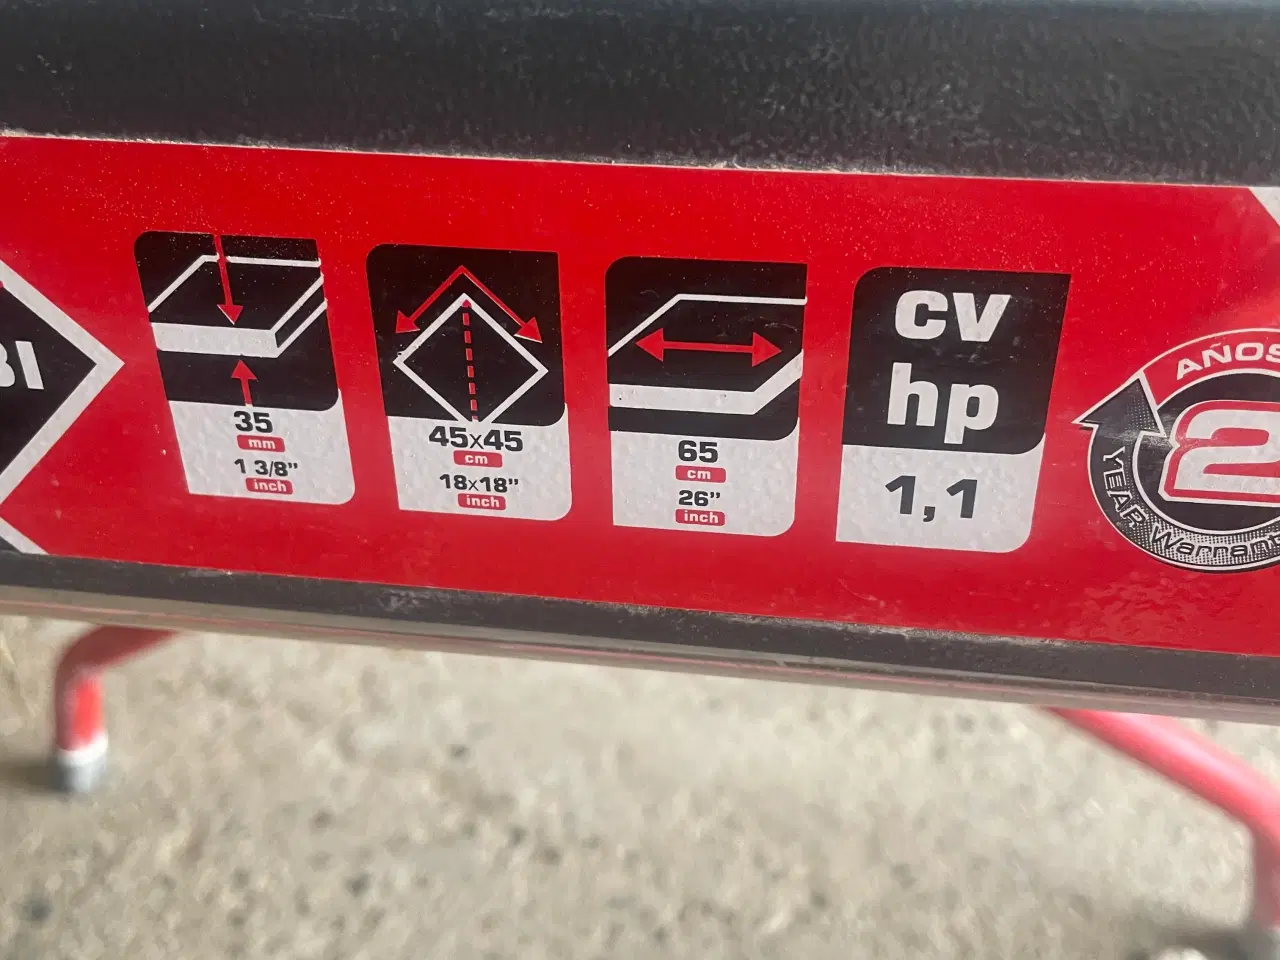 BI
35
mm
1 3/8”
inch
45x45
cm
18x18”
inch
65
cm
26”
inch
cv
hp
1,1
AÑOS
2
YEAR Warranty